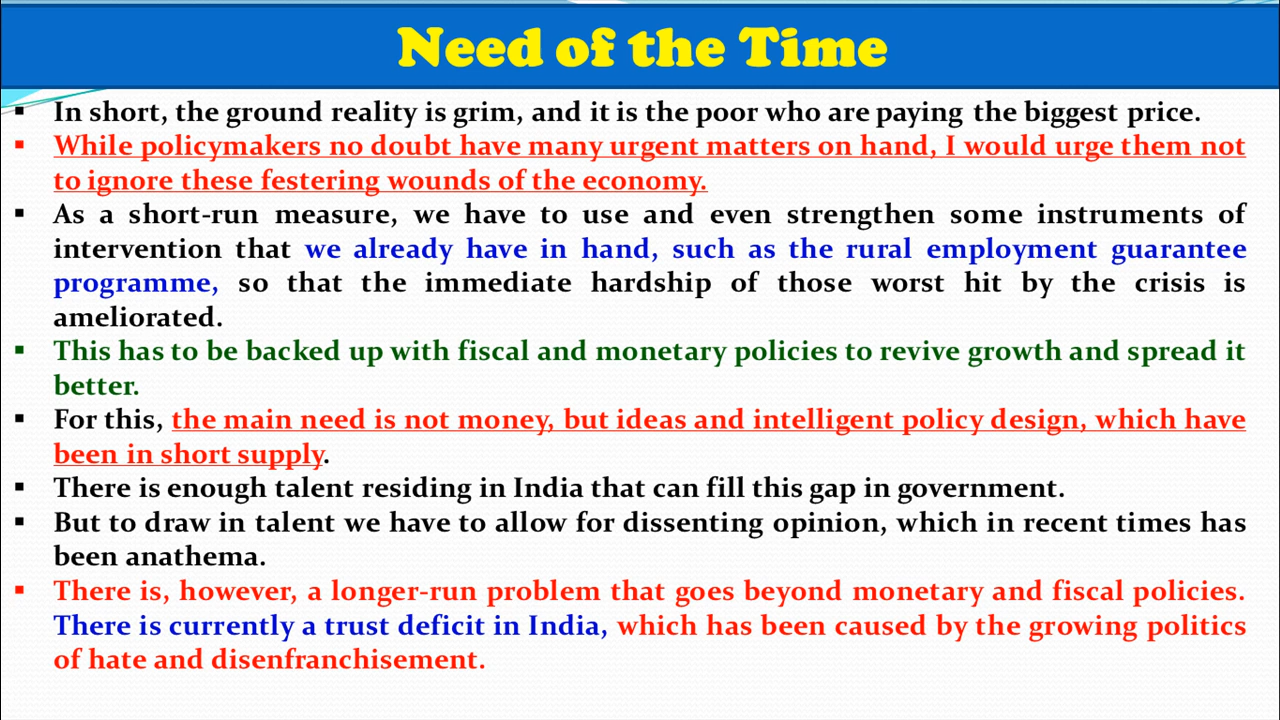 Need of the Time
▪ In short, the ground reality is grim, and it is the poor who are paying the biggest price.
▪ While policymakers no doubt have many urgent matters on hand, I would urge them not
to ignore these festering wounds of the economy.
▪ As a short-run measure, we have to use and even strengthen some instruments of
intervention that we already have in hand, such as the rural employment guarantee
programme, so that the immediate hardship of those worst hit by the crisis is
ameliorated.
▪ This has to be backed up with fiscal and monetary policies to revive growth and spread it
better.
▪ For this, the main need is not money, but ideas and intelligent policy design, which have
been in short supply.
▪ There is enough talent residing in India that can fill this gap in government.
▪ But to draw in talent we have to allow for dissenting opinion, which in recent times has
been anathema.
▪ There is, however, a longer-run problem that goes beyond monetary and fiscal policies.
There is currently a trust deficit in India, which has been caused by the growing politics
of hate and disenfranchisement.